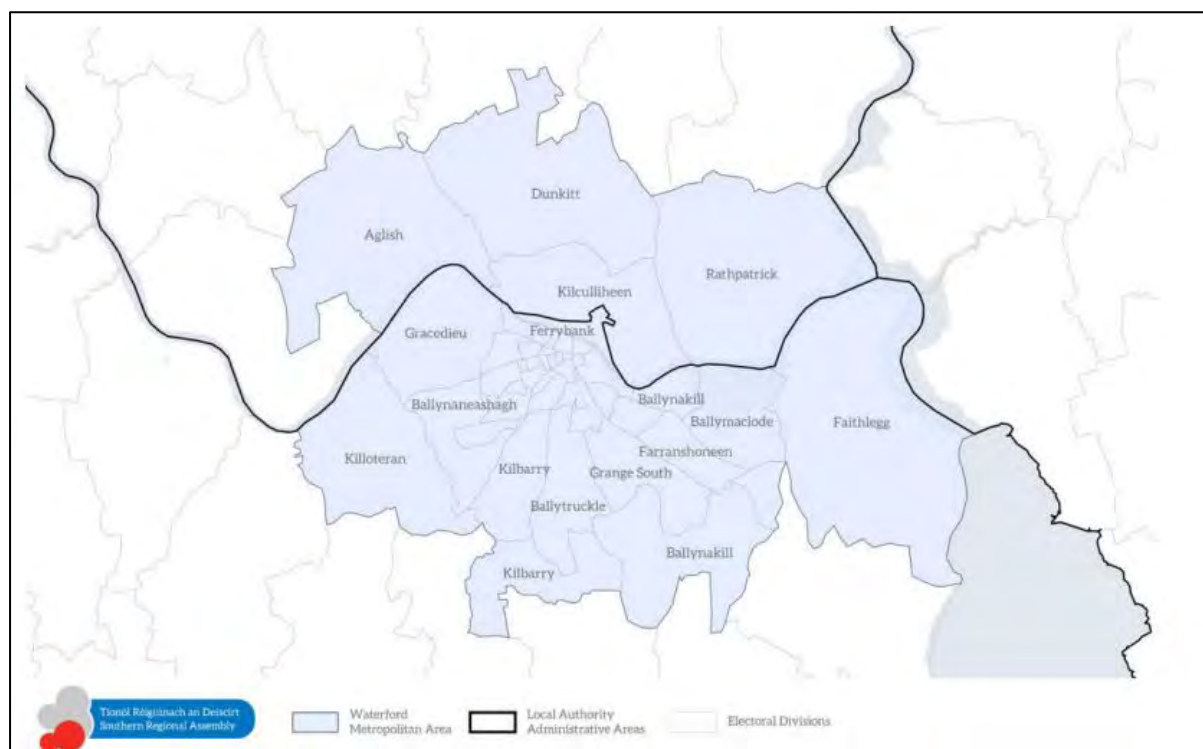 Dunkitt
Aglish
Rathpatrick
Kilculliheen
Gracedieu
Ferrybank
Ballynaneashagh
Ballynakill
Ballymaclode
Faithlegg
Killoteran
Kilbarry
Farranshoneen
Grange South
Ballytruckle
Ballynakill
Kilbarry
Tionól Réigiúnach an Deiscirt
Southern Regional Assembly
Waterford
Metropolitan Area
Local Authority
Administrative Areas
Electoral Divisions